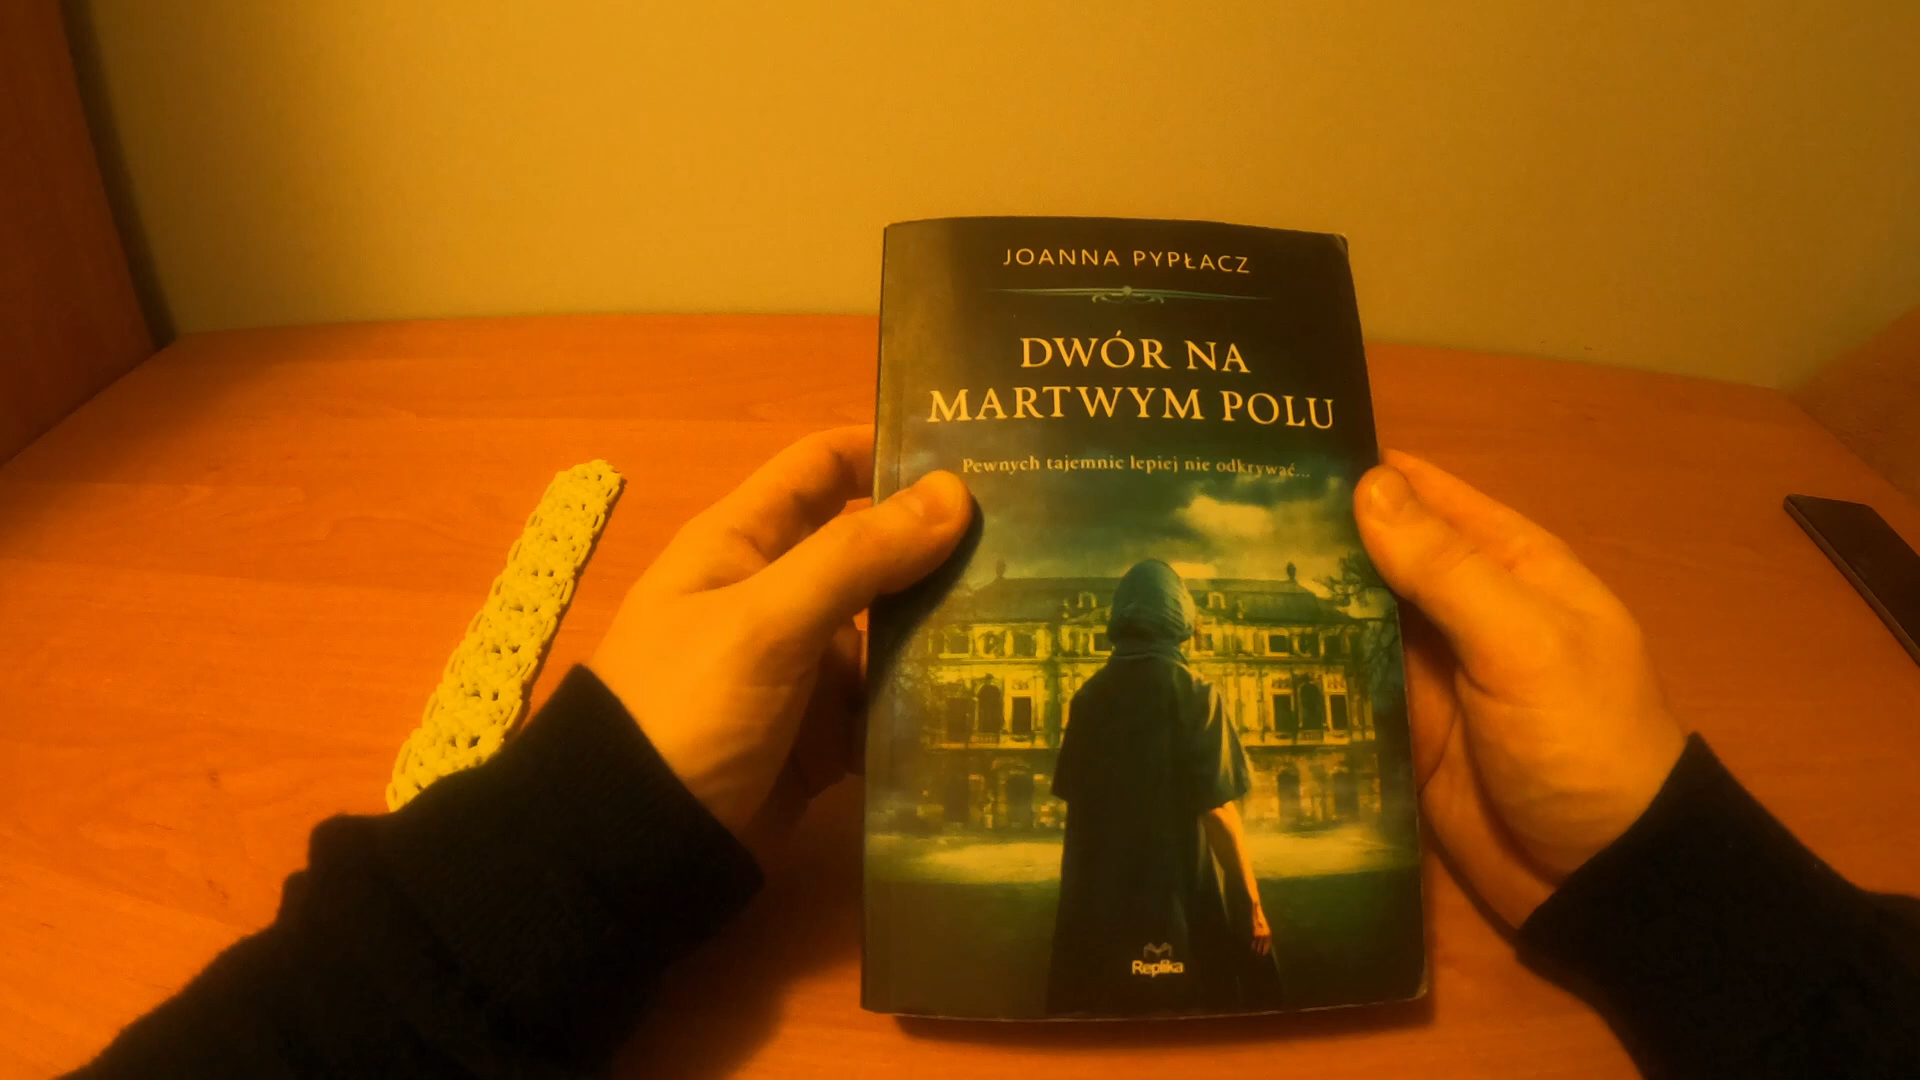 JOANNA PYPŁACZ
DWÓR NA
MARTWYM POLU
Pewnych tajemnic lepiej nie odkrywać...
Replika